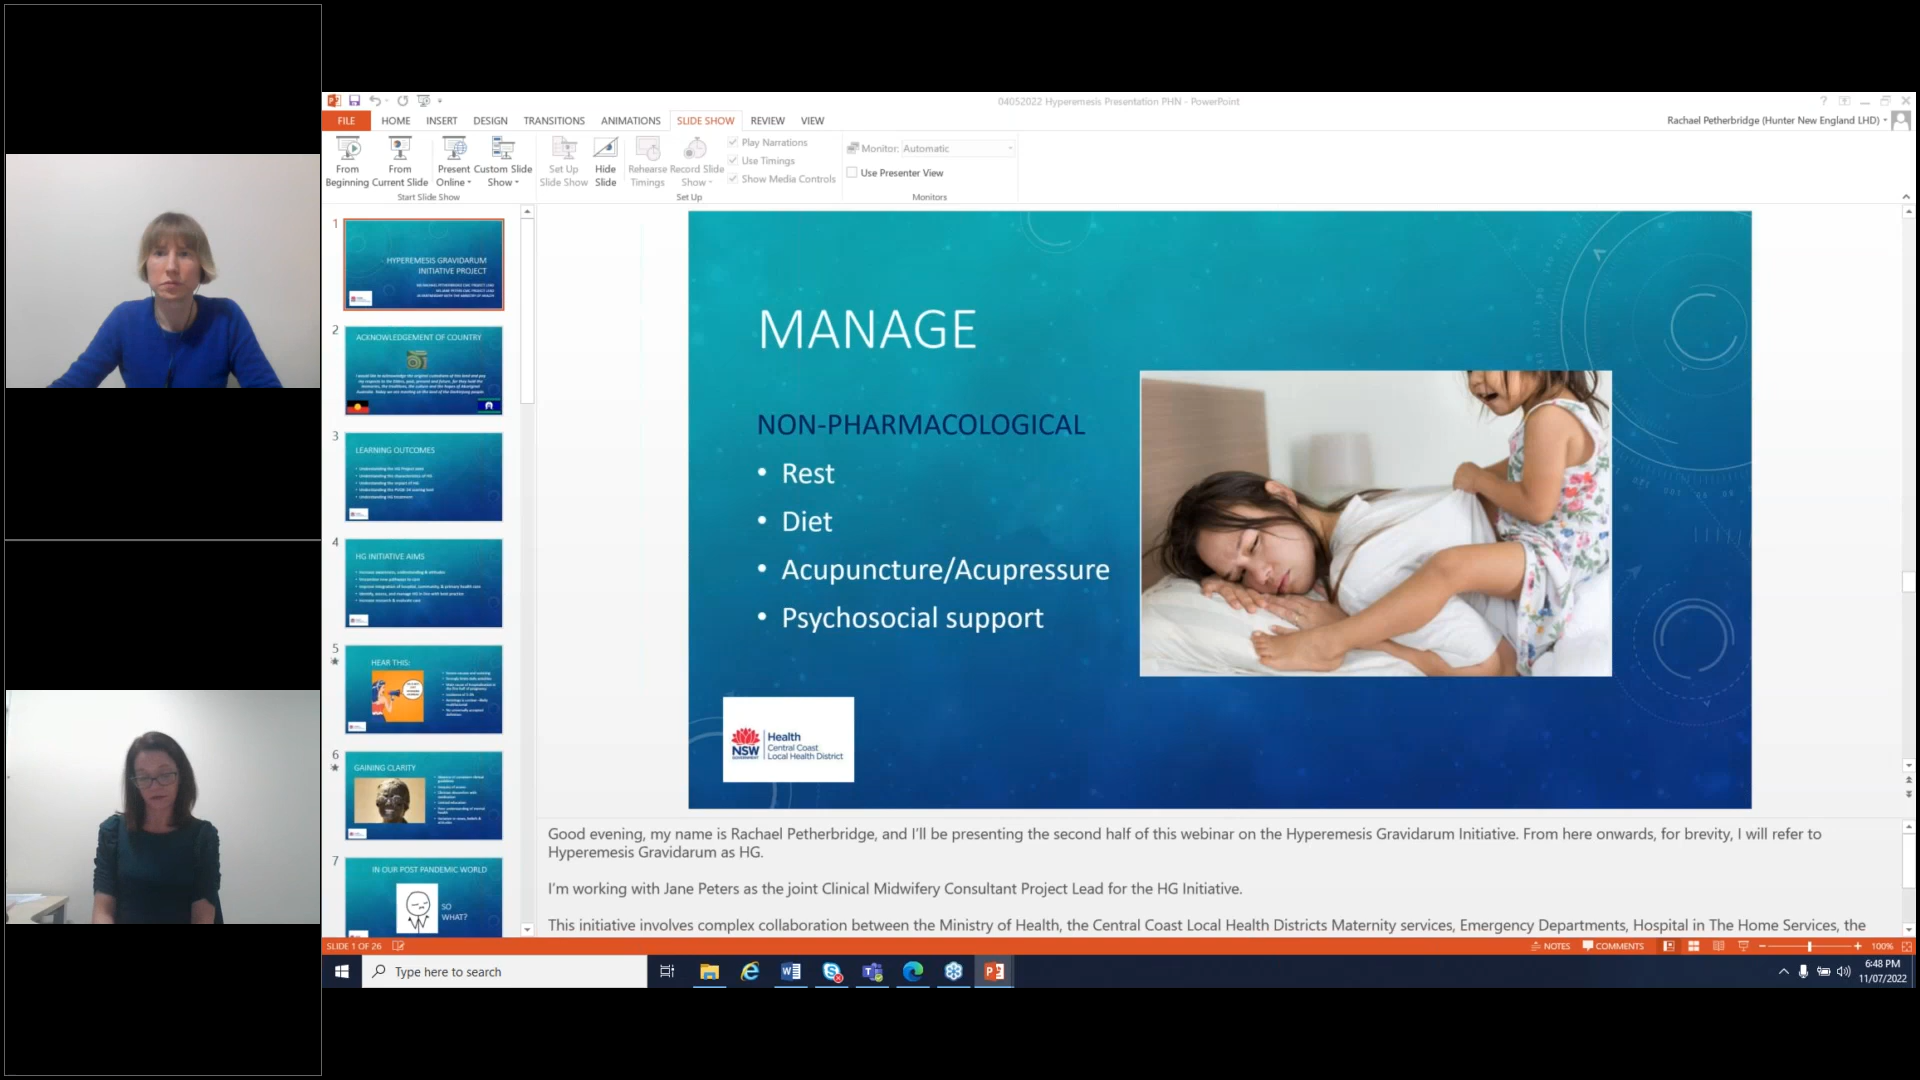 04052022 Hyperemesis Presentation PHN - PowerPoint
FILE HOME INSERT DESIGN TRANSITIONS ANIMATIONS SLIDE SHOW REVIEW VIEW
Rachael Petherbridge (Hunter New England LHD)
From Beginning
From Current Slide
Present Online
Custom Slide Show
Start Slide Show
Set Up Slide Show
Hide Slide
Rehearse Timings
Record Slide Show
Play Narrations
Use Timings
Show Media Controls
Set Up
Monitor: Automatic
Use Presenter View
Monitors
1
HYPEREMESIS GRAVIDARUM
INITIATIVE PROJECT
2
ACKNOWLEDGEMENT OF COUNTRY
3
LEARNING OUTCOMES
4
HG INITIATIVE AIMS
5
HEAR THIS:
6
GAINING CLARITY
7
IN OUR POST PANDEMIC WORLD
SO
WHAT?
MANAGE
NON-PHARMACOLOGICAL
• Rest
• Diet
• Acupuncture/Acupressure
• Psychosocial support
NSW
GOVERNMENT
Health
Central Coast
Local Health District
Good evening, my name is Rachael Petherbridge, and I'll be presenting the second half of this webinar on the Hyperemesis Gravidarum Initiative. From here onwards, for brevity, I will refer to
Hyperemesis Gravidarum as HG.
I'm working with Jane Peters as the joint Clinical Midwifery Consultant Project Lead for the HG Initiative.
This initiative involves complex collaboration between the Ministry of Health, the Central Coast Local Health Districts Maternity services, Emergency Departments, Hospital in The Home Services, the
SLIDE 1 OF 26
NOTES COMMENTS 100%
Type here to search
6:48 PM
11/07/2022